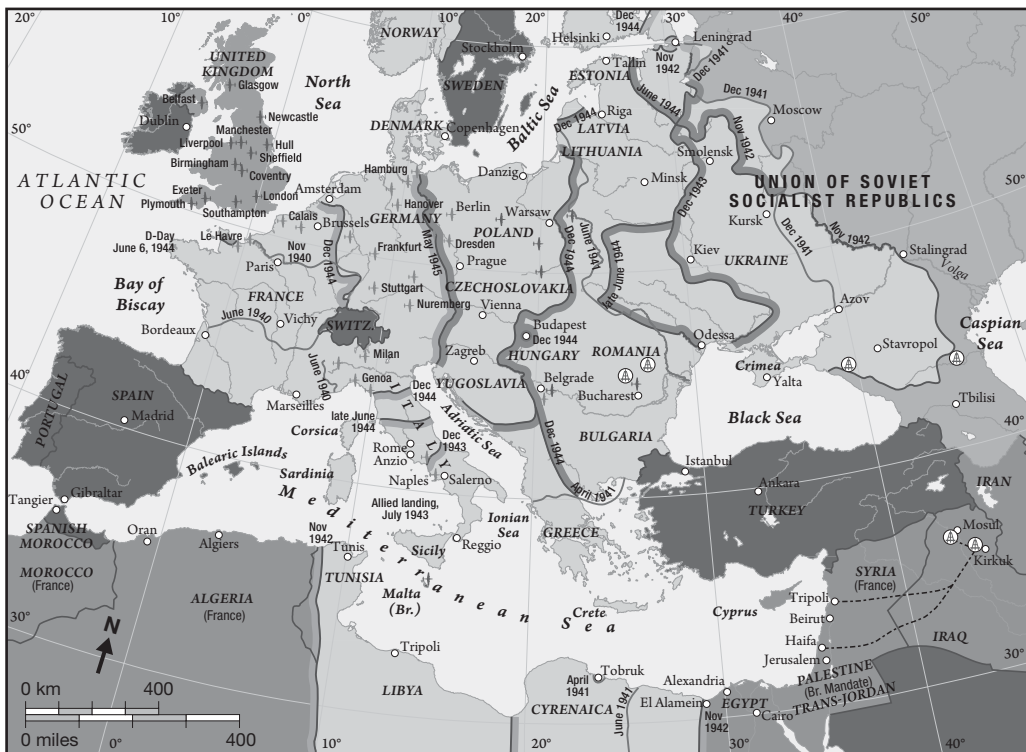 20°
10°
0°
10°
20°
30°
40°
50°
60°
50°
40°
30°
50°
40°
30°
0°
10°
20°
30°
40°
NORWAY
Stockholm
SWEDEN
Helsinki
Dec
1944
Leningrad
Tallin
Nov
1942
ESTONIA
Dec 1941
June 1944
Dec 1941
Moscow
UNITED
KINGDOM
Glasgow
Belfast
Dublin
Newcastle
North
Sea
Manchester
Liverpool
Hull
Sheffield
Birmingham
Coventry
Exeter
London
Plymouth
Southampton
DENMARK
Copenhagen
Baltic Sea
Dec 1944
Riga
LATVIA
LITHUANIA
Nov 1942
Smolensk
Minsk
Dec 1943
UNION OF SOVIET
SOCIALIST REPUBLICS
Kursk
Dec 1941
Nov 1942
Stalingrad
Volga
ATLANTIC
OCEAN
D-Day
June 6, 1944
Le Havre
Calais
Amsterdam
Brussels
Hamburg
Hanover
GERMANY
Berlin
May 1945
Danzig
Warsaw
POLAND
Dec 1944
June 1941
late June 1944
Kiev
UKRAINE
Nov
1940
Paris
Dec 1944
Frankfurt
Dresden
Prague
CZECHOSLOVAKIA
Stuttgart
Nuremberg
Vienna
Bay of
Biscay
FRANCE
June 1940
Vichy
Bordeaux
SWITZ.
Milan
Genoa
June 1940
Marseilles
Zagreb
YUGOSLAVIA
Budapest
Dec 1944
HUNGARY
ROMANIA
Belgrade
Bucharest
BULGARIA
Dec 1944
April 1941
Odessa
Azov
Stavropol
Caspian
Sea
Crimea
Yalta
Tbilisi
Black Sea
PORTUGAL
SPAIN
Madrid
Gibraltar
Tangier
SPANISH
MOROCCO
MOROCCO
(France)
Oran
Algiers
ALGERIA
(France)
Balearic Islands
Corsica
Sardinia
late June
1944
ITALY
Dec
1944
Adriatic Sea
Dec
1943
Rome
Anzio
Naples
Salerno
Allied landing,
July 1943
Ionian
Sea
Reggio
Sicily
Nov
1942
Tunis
TUNISIA
Malta
(Br.)
Mediterranean Sea
GREECE
Crete
Istanbul
Ankara
TURKEY
IRAN
Mosul
Kirkuk
Cyprus
SYRIA
(France)
Tripoli
Beirut
IRAQ
Haifa
Jerusalem
PALESTINE
(Br. Mandate)
TRANS-JORDAN
Tripoli
LIBYA
April
1941
Tobruk
CYRENAICA
June 1941
Alexandria
El Alamein
Nov
1942
EGYPT
Cairo
N
0 km 400
0 miles 400